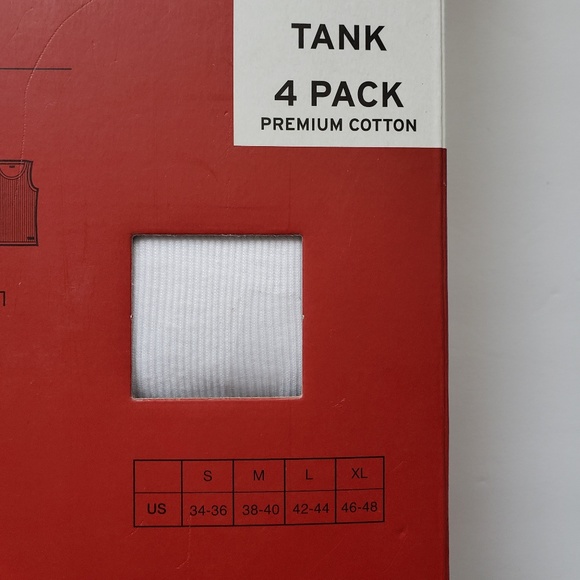 TANK
4 PACK
PREMIUM COTTON
S M L XL
US 34-36 38-40 42-44 46-48